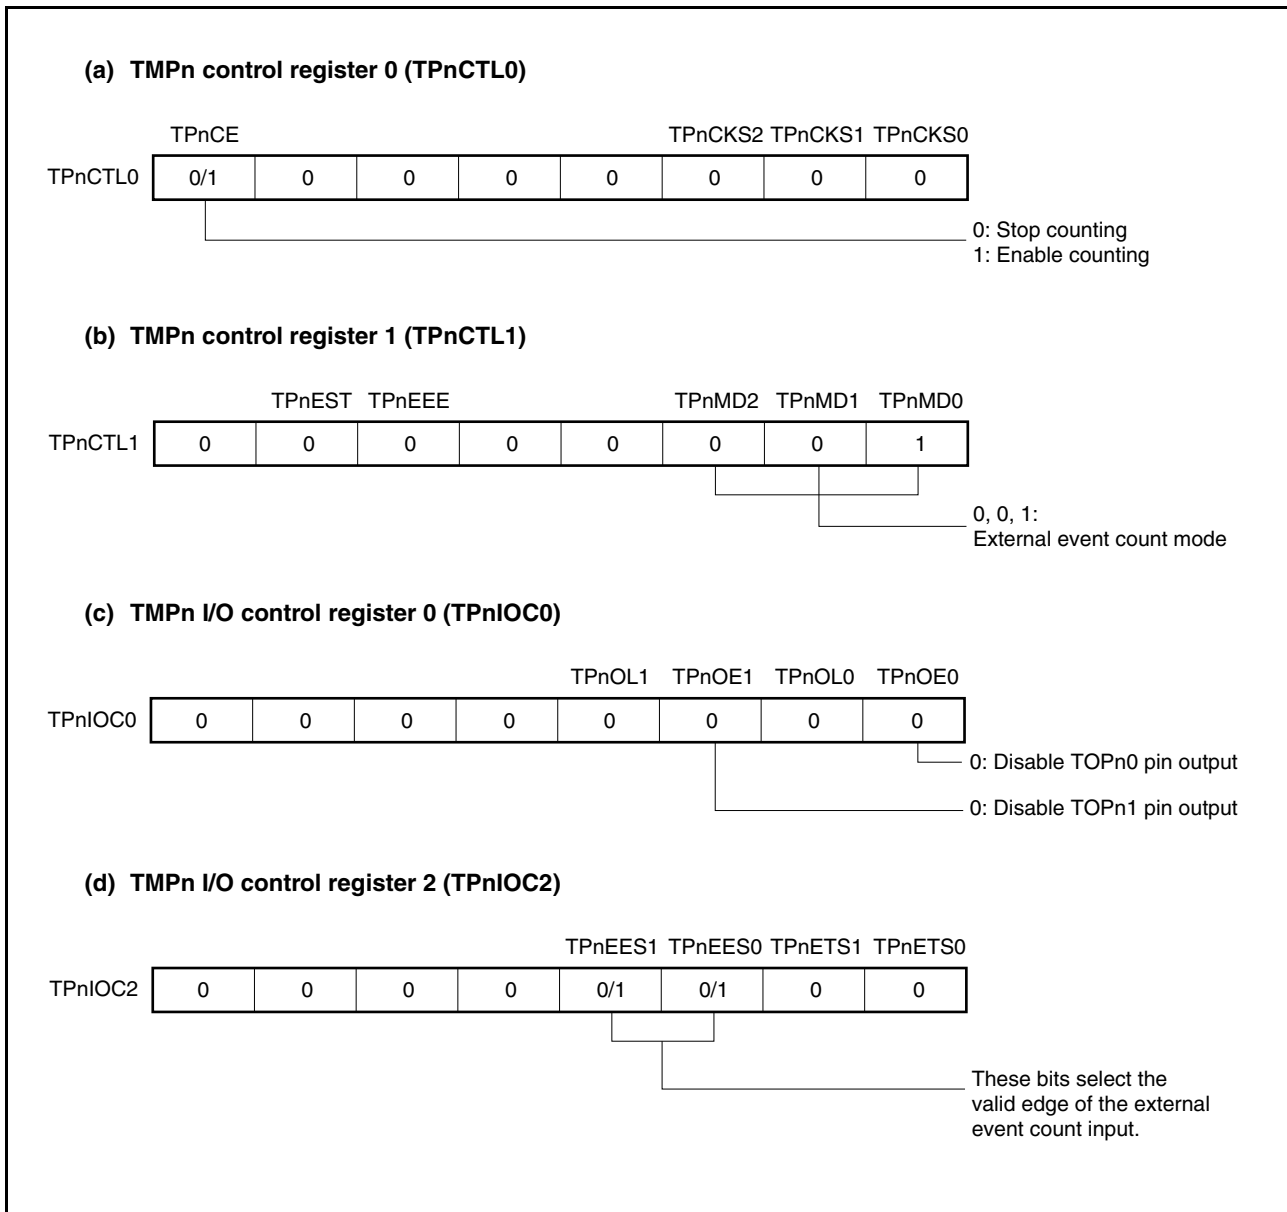 (a) TMPn control register 0 (TPnCTL0)
TPnCE TPnCKS2 TPnCKS1 TPnCKS0
TPnCTL0 0/1 0 0 0 0 0 0 0
0: Stop counting
1: Enable counting
(b) TMPn control register 1 (TPnCTL1)
TPnEST TPnEEE TPnMD2 TPnMD1 TPnMD0
TPnCTL1 0 0 0 0 0 0 0 1
0, 0, 1:
External event count mode
(c) TMPn I/O control register 0 (TPnIOC0)
TPnOL1 TPnOE1 TPnOL0 TPnOE0
TPnIOC0 0 0 0 0 0 0 0 0
0: Disable TOPn0 pin output
0: Disable TOPn1 pin output
(d) TMPn I/O control register 2 (TPnIOC2)
TPnEES1 TPnEES0 TPnETS1 TPnETS0
TPnIOC2 0 0 0 0 0/1 0/1 0 0
These bits select the
valid edge of the external
event count input.